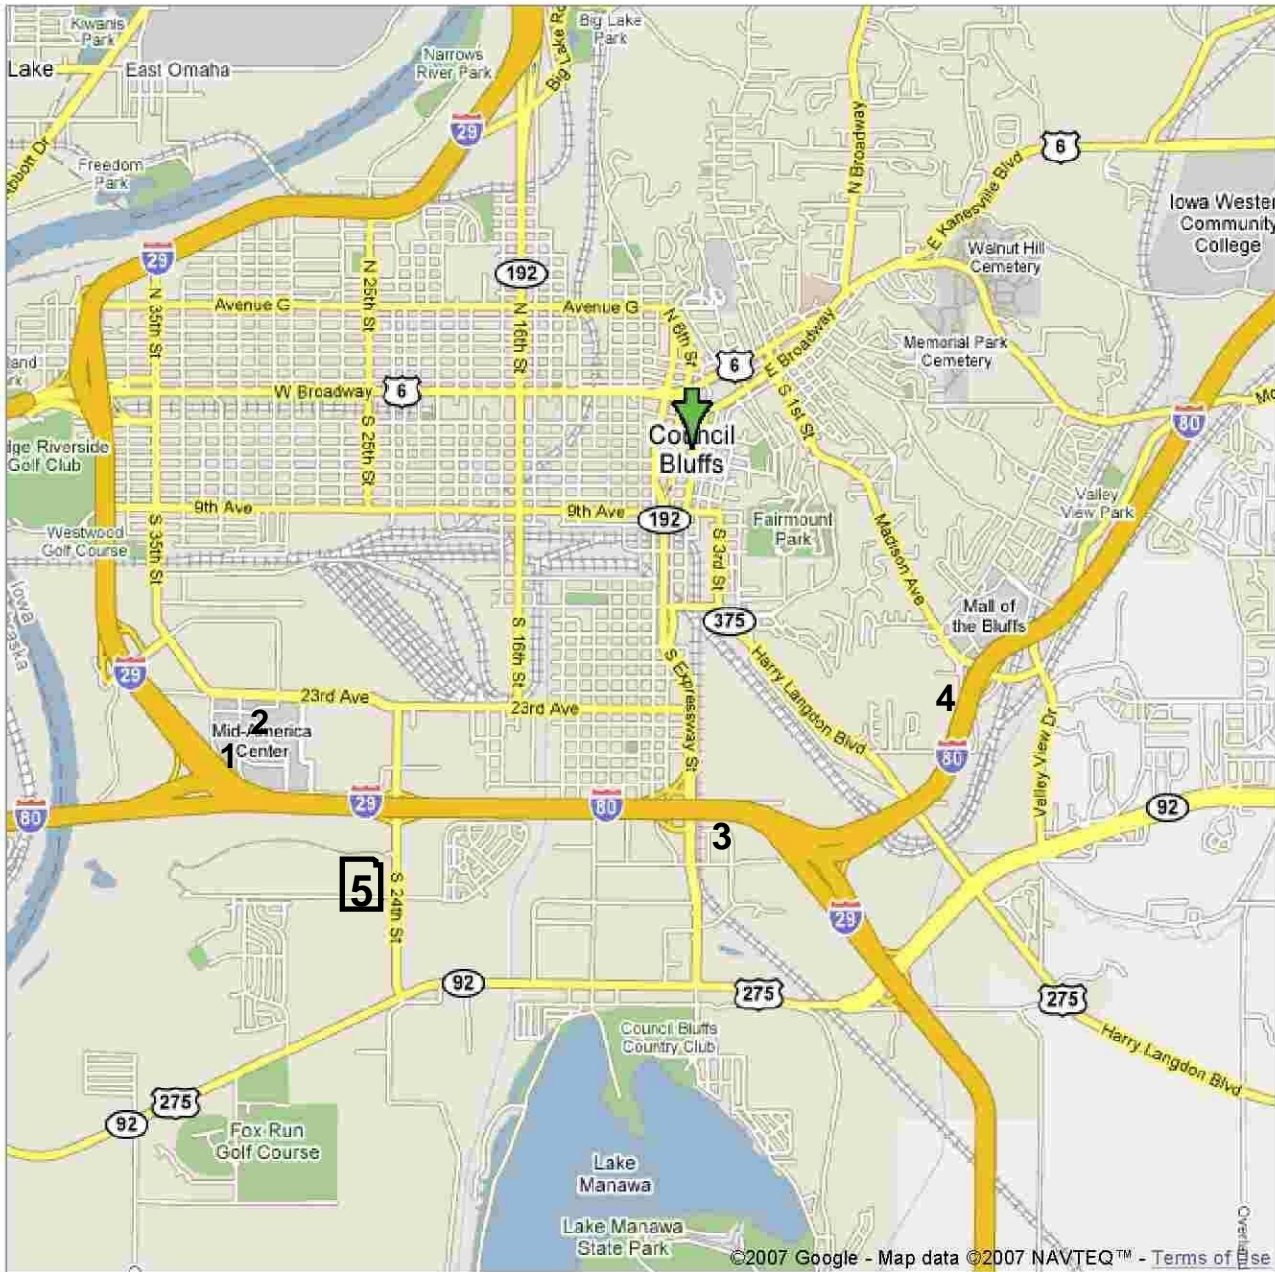 Kiwanis
Park
Big Lake
Park
Big Lake Rd
Narrows
River Park
Lake
East Omaha
29
Abbott Dr
Freedom
Park
N Broadway
6
E Kanesville Blvd
Iowa Wester
Community
College
Walnut Hill
Cemetery
29
192
N 35th St
N 25th St
N 16th St
Avenue G
Avenue G
N 8th St
E Broadway
Memorial Park
Cemetery
6
W Broadway
6
S 1st St
80
Council
Bluffs
dge Riverside
Golf Club
S 25th St
9th Ave
9th Ave
192
Fairmount
Park
Valley
View Park
Westwood
Golf Course
S 35th St
S 3rd St
Madison Ave
Iowa
S 16th St
375
Mall of
the Bluffs
29
S Expressway St
Harry Langdon Blvd
23rd Ave
23rd Ave
4
2
Mid-America
Center
1
80
Valley View Dr
80
29
80
92
3
5
S 24th St
29
92
275
275
Council Bluffs
Country Club
Harry Langdon Blvd
275
92
Fox Run
Golf Course
Lake
Manawa
Lake Manawa
State Park
©2007 Google - Map data ©2007 NAVTEQ™ - Terms of Use